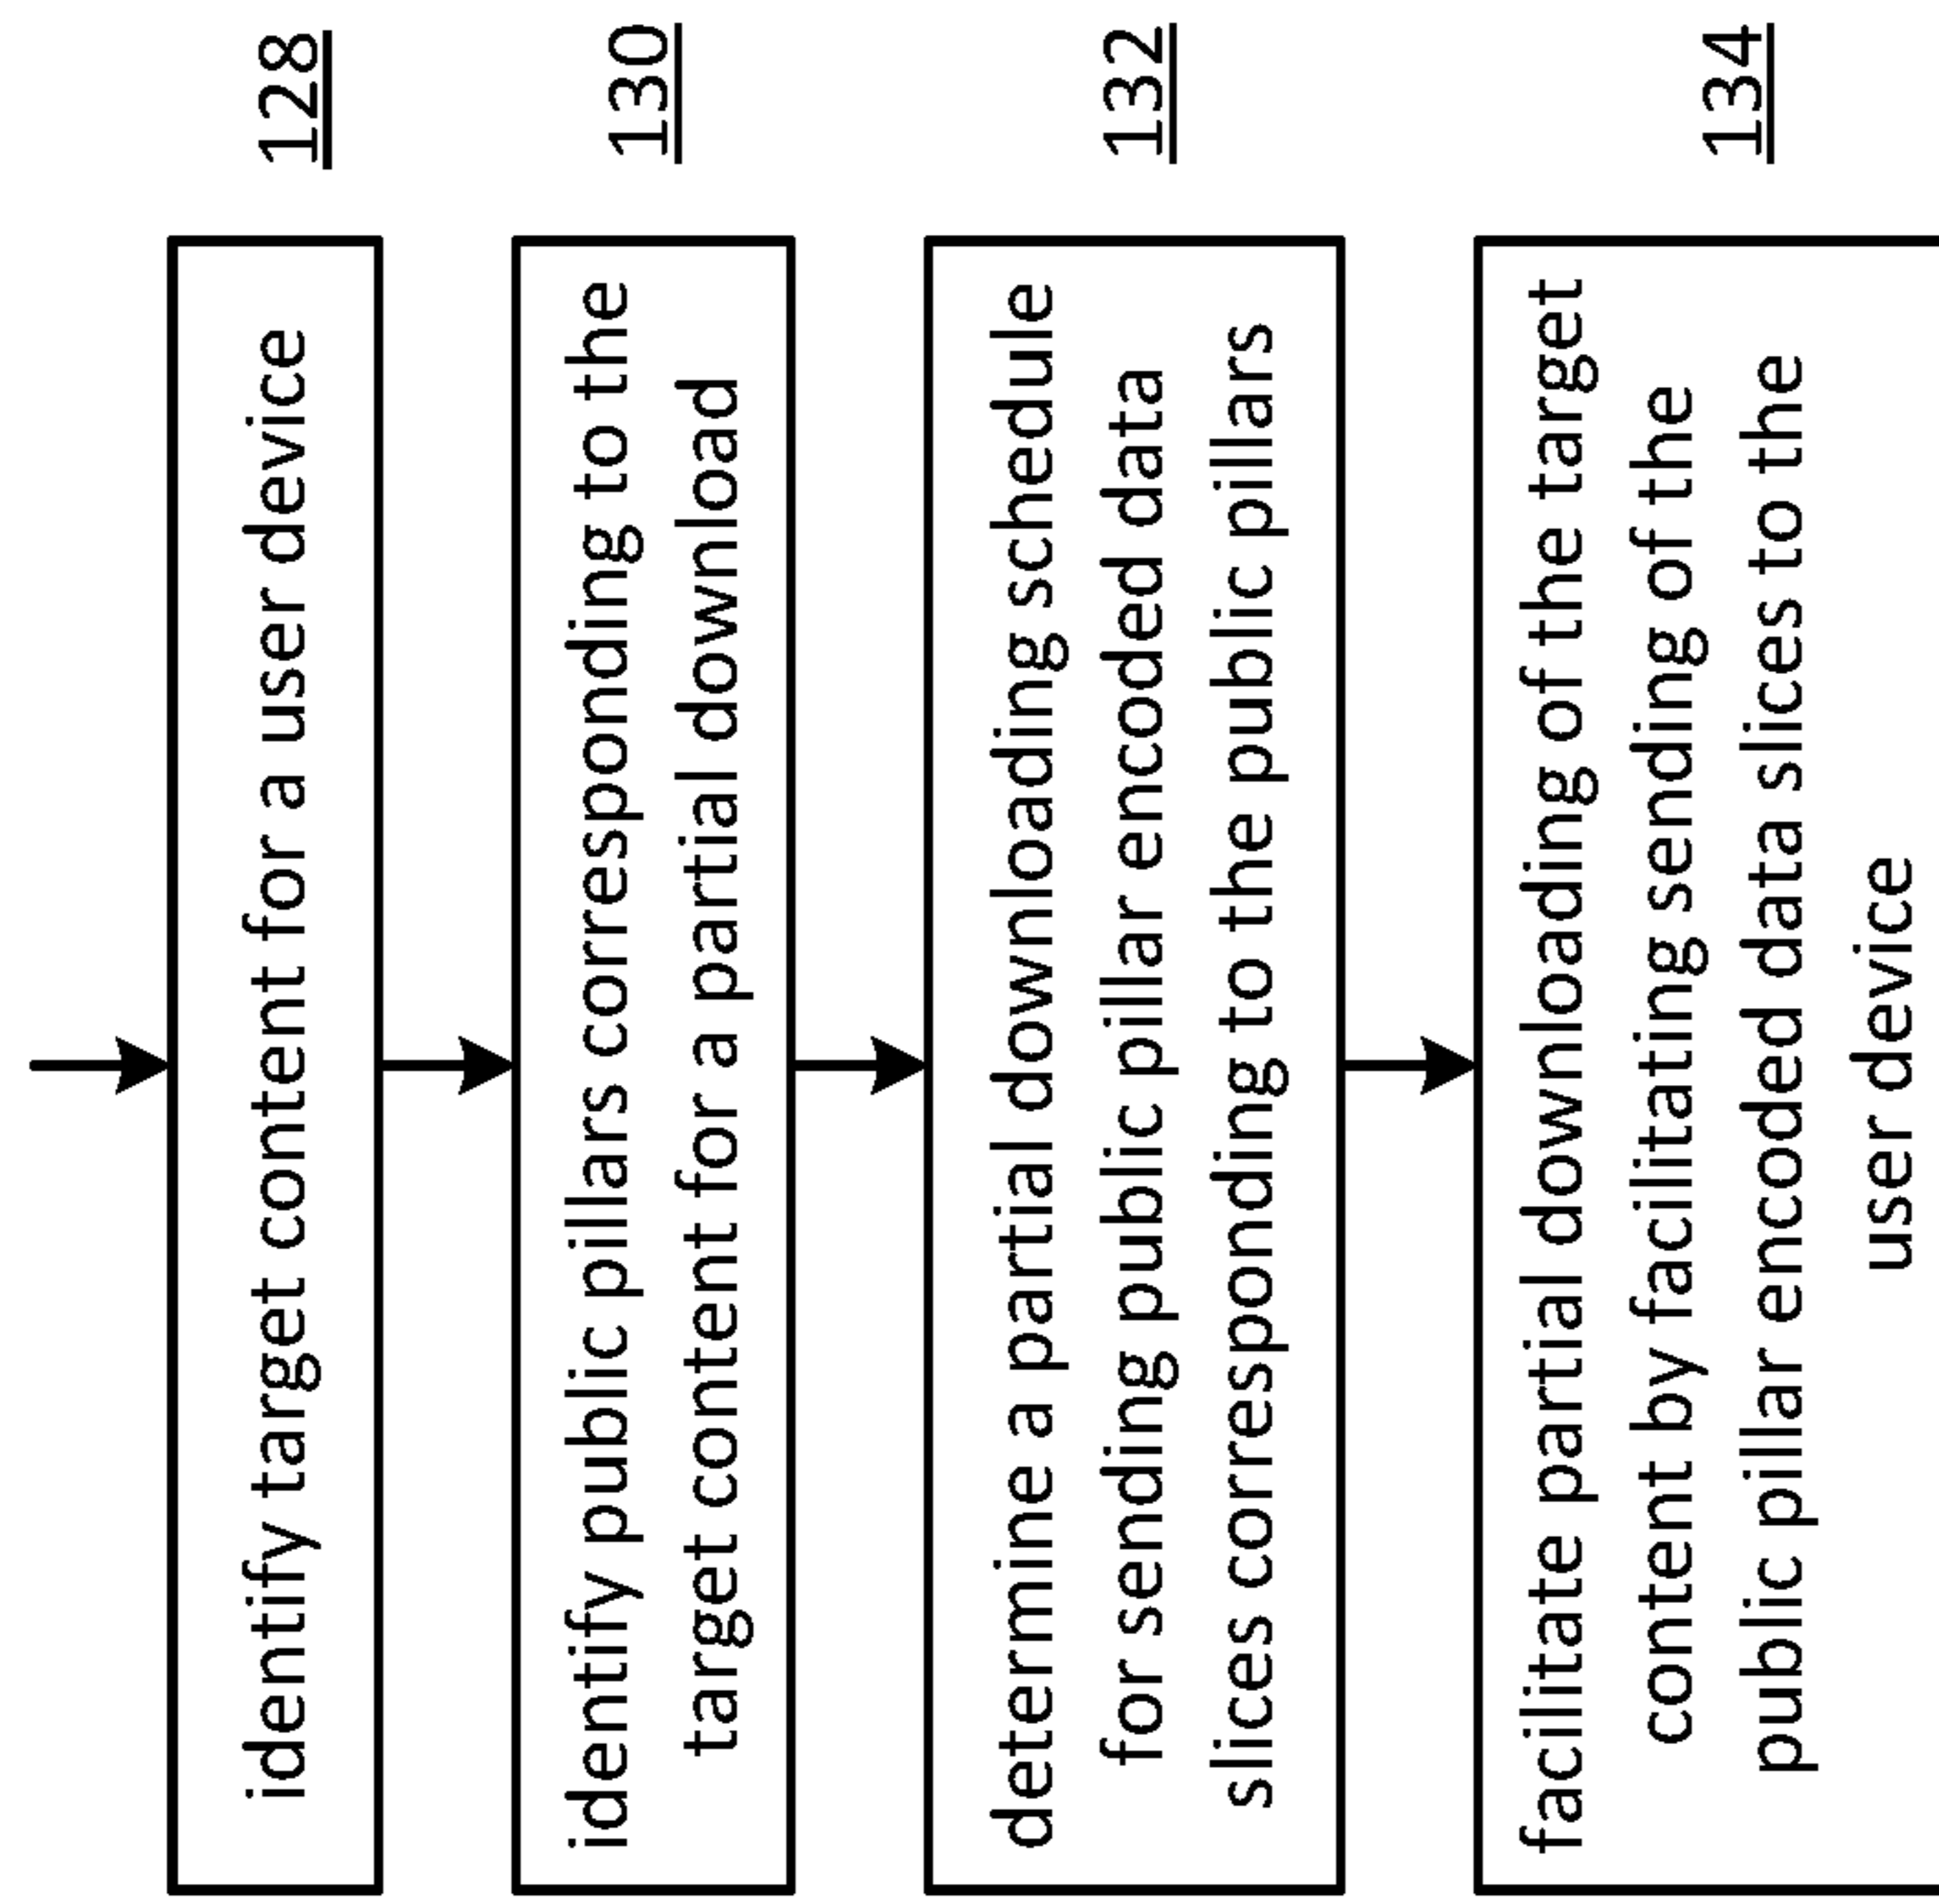 identify target content for a user device
128
identify public pillars corresponding to the
target content for a partial download
130
determine a partial downloading schedule
for sending public pillar encoded data
slices corresponding to the public pillars
132
facilitate partial downloading of the target
content by facilitating sending of the
public pillar encoded data slices to the
user device
134